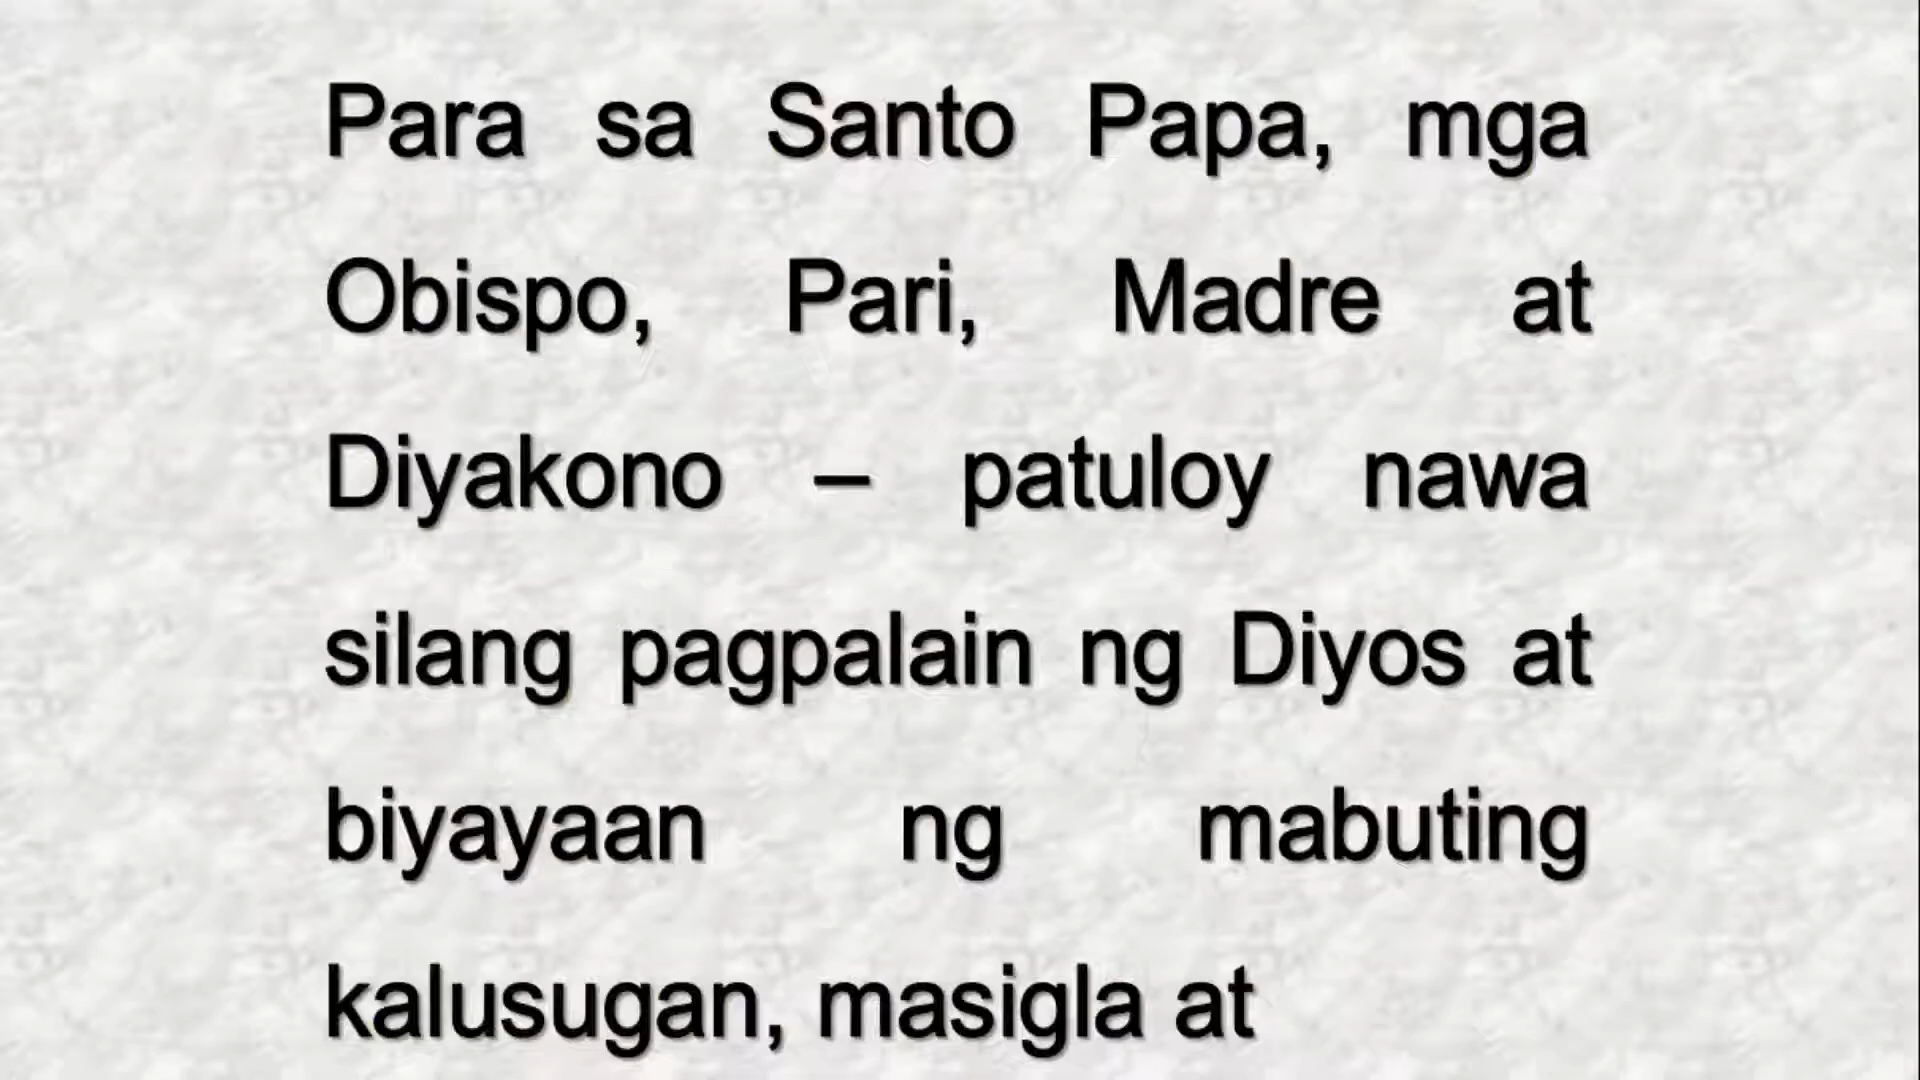 Para sa Santo Papa, mga
Obispo, Pari, Madre at
Diyakono – patuloy nawa
silang pagpalain ng Diyos at
biyayaan ng mabuting
kalusugan, masigla at